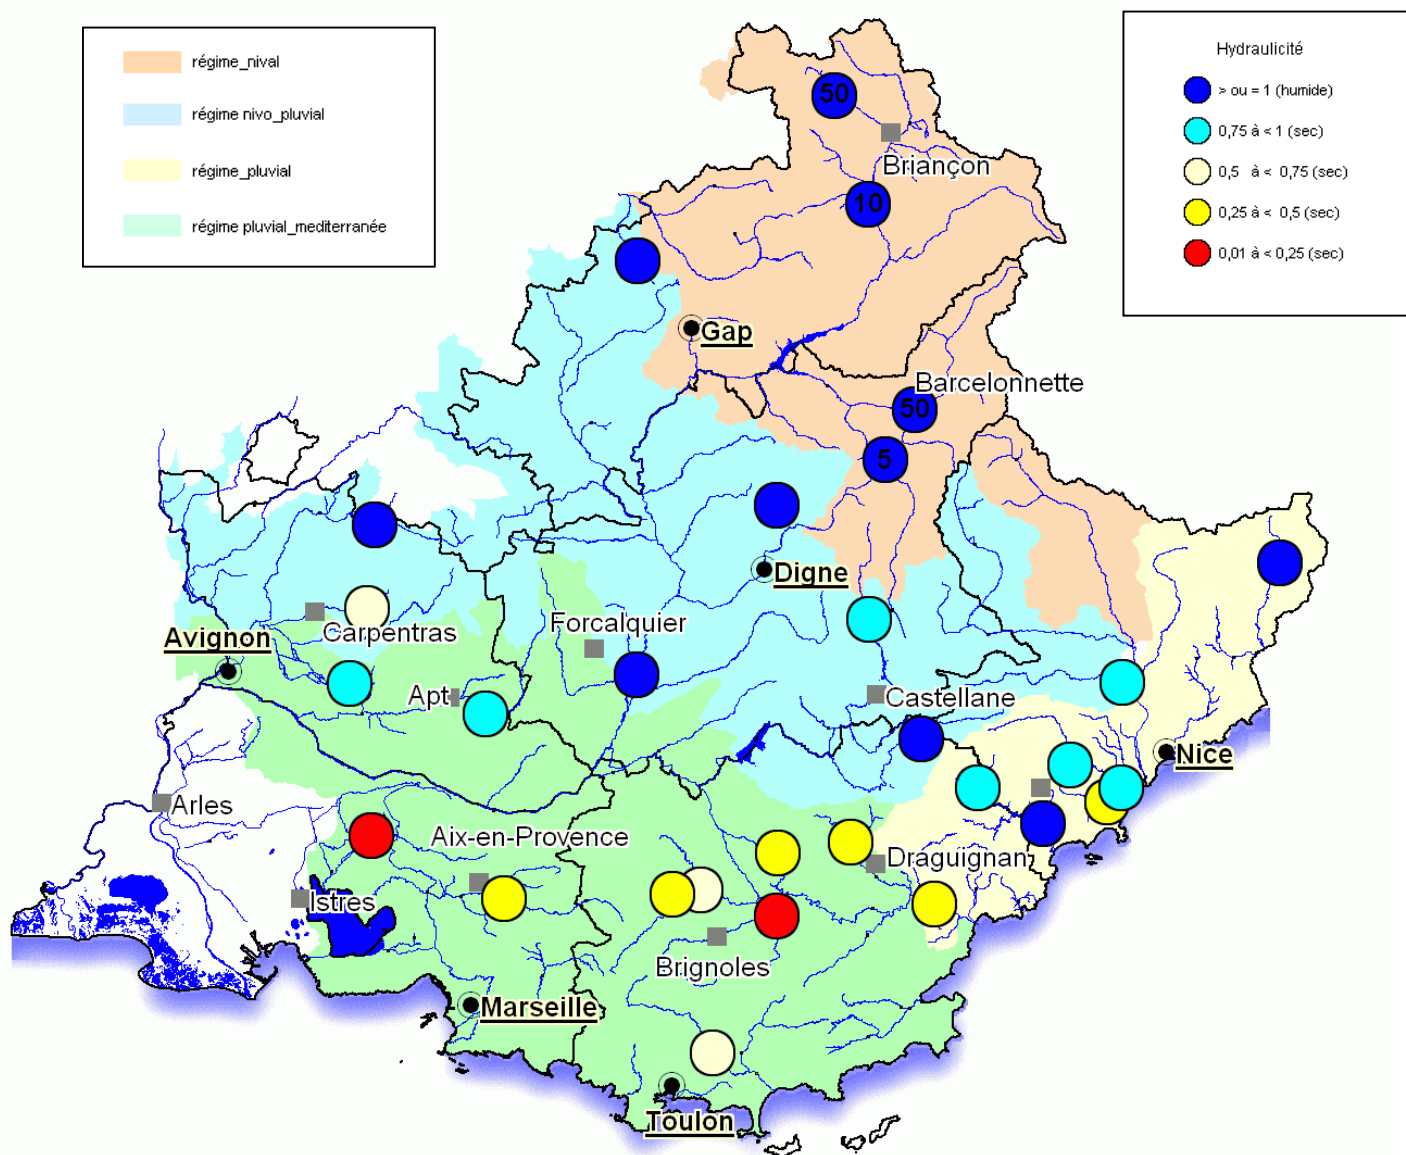 régime_nival
régime nivo_pluvial
régime_pluvial
régime pluvial_mediterranée
Hydraulicité
> ou = 1 (humide)
0,75 à < 1 (sec)
0,5 à < 0,75 (sec)
0,25 à < 0,5 (sec)
0,01 à < 0,25 (sec)
50
Briançon
10
Gap
Barcelonnette
50
5
Digne
Forcalquier
Carpentras
Avignon
Apt
Castellane
Nice
Arles
Aix-en-Provence
Draguignan
Istres
Brignoles
Marseille
Toulon